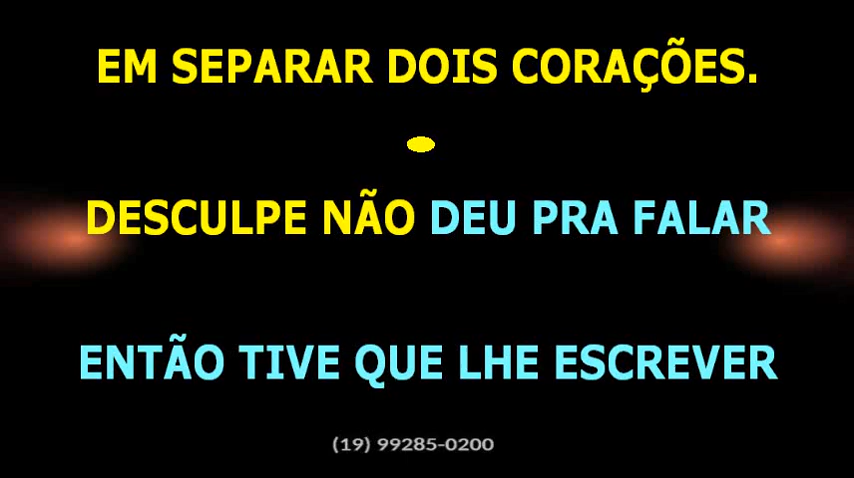 EM SEPARAR DOIS CORAÇÕES.
DESCULPE NÃO DEU PRA FALAR
ENTÃO TIVE QUE LHE ESCREVER
(19) 99285-0200